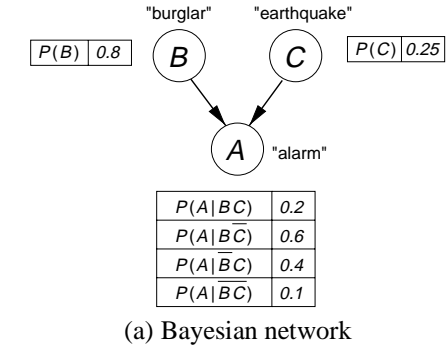 "burglar" "earthquake"
P(B) 0.8 B C P(C) 0.25
A "alarm"
P(A|BC) 0.2
P(A|BC̅) 0.6
P(A|B̅C) 0.4
P(A|B̅C̅) 0.1
(a) Bayesian network